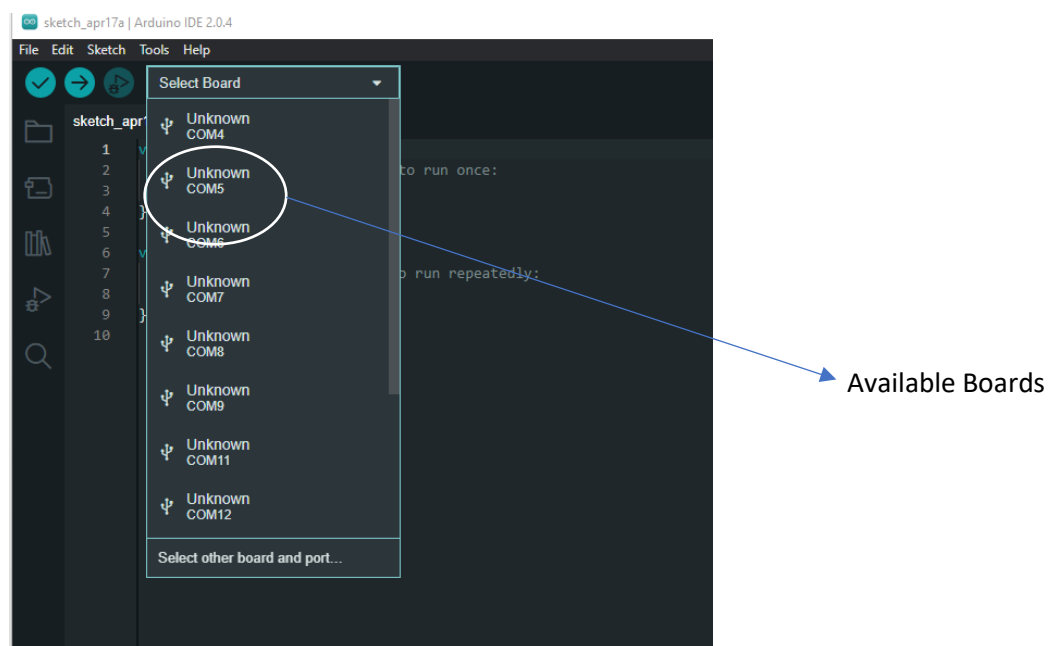 sketch_apr17a | Arduino IDE 2.0.4
File Edit Sketch Tools Help
Select Board
sketch_apr
Unknown
COM4
1 v
2 to run once:
Unknown
COM5
3
4 }
Unknown
COM6
5
6 v
7 o run repeatedly:
Unknown
COM7
8
9 }
10
Unknown
COM8
Unknown
COM9
Available Boards
Unknown
COM11
Unknown
COM12
Select other board and port...